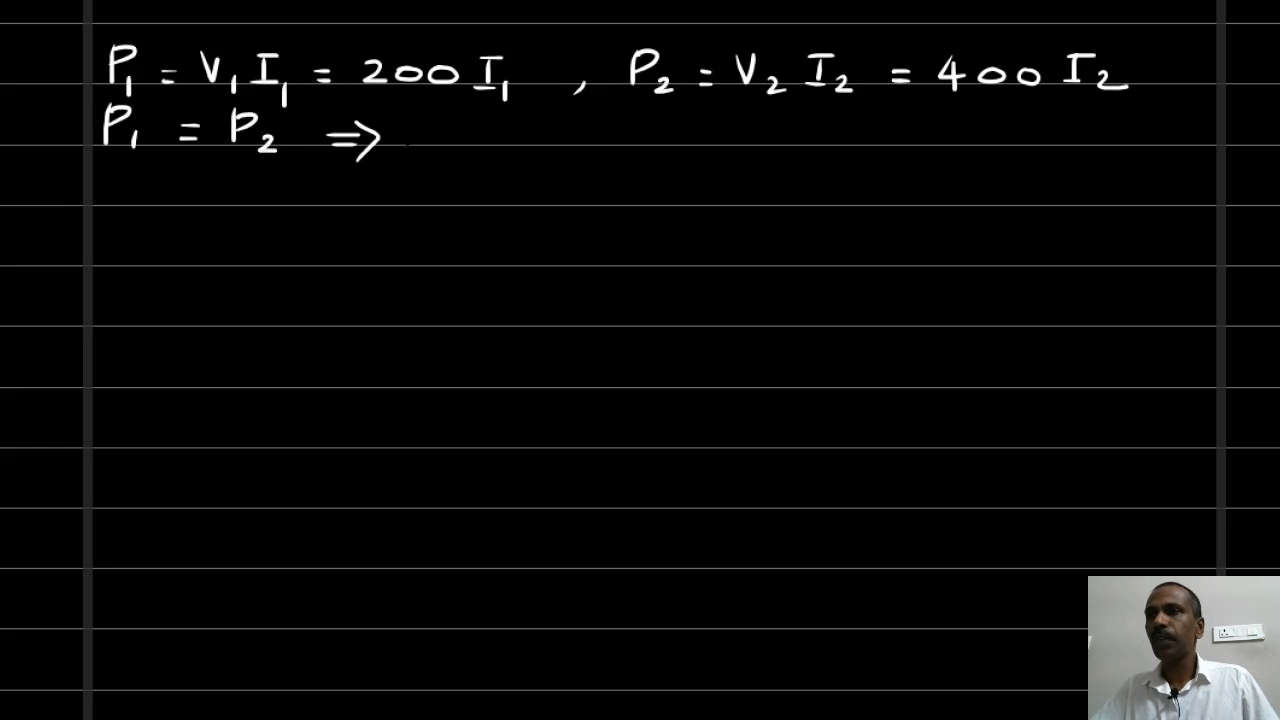 P₁ = V₁ I₁ = 200 I₁ , P₂ = V₂ I₂ = 400 I₂
P₁ = P₂ ⇒